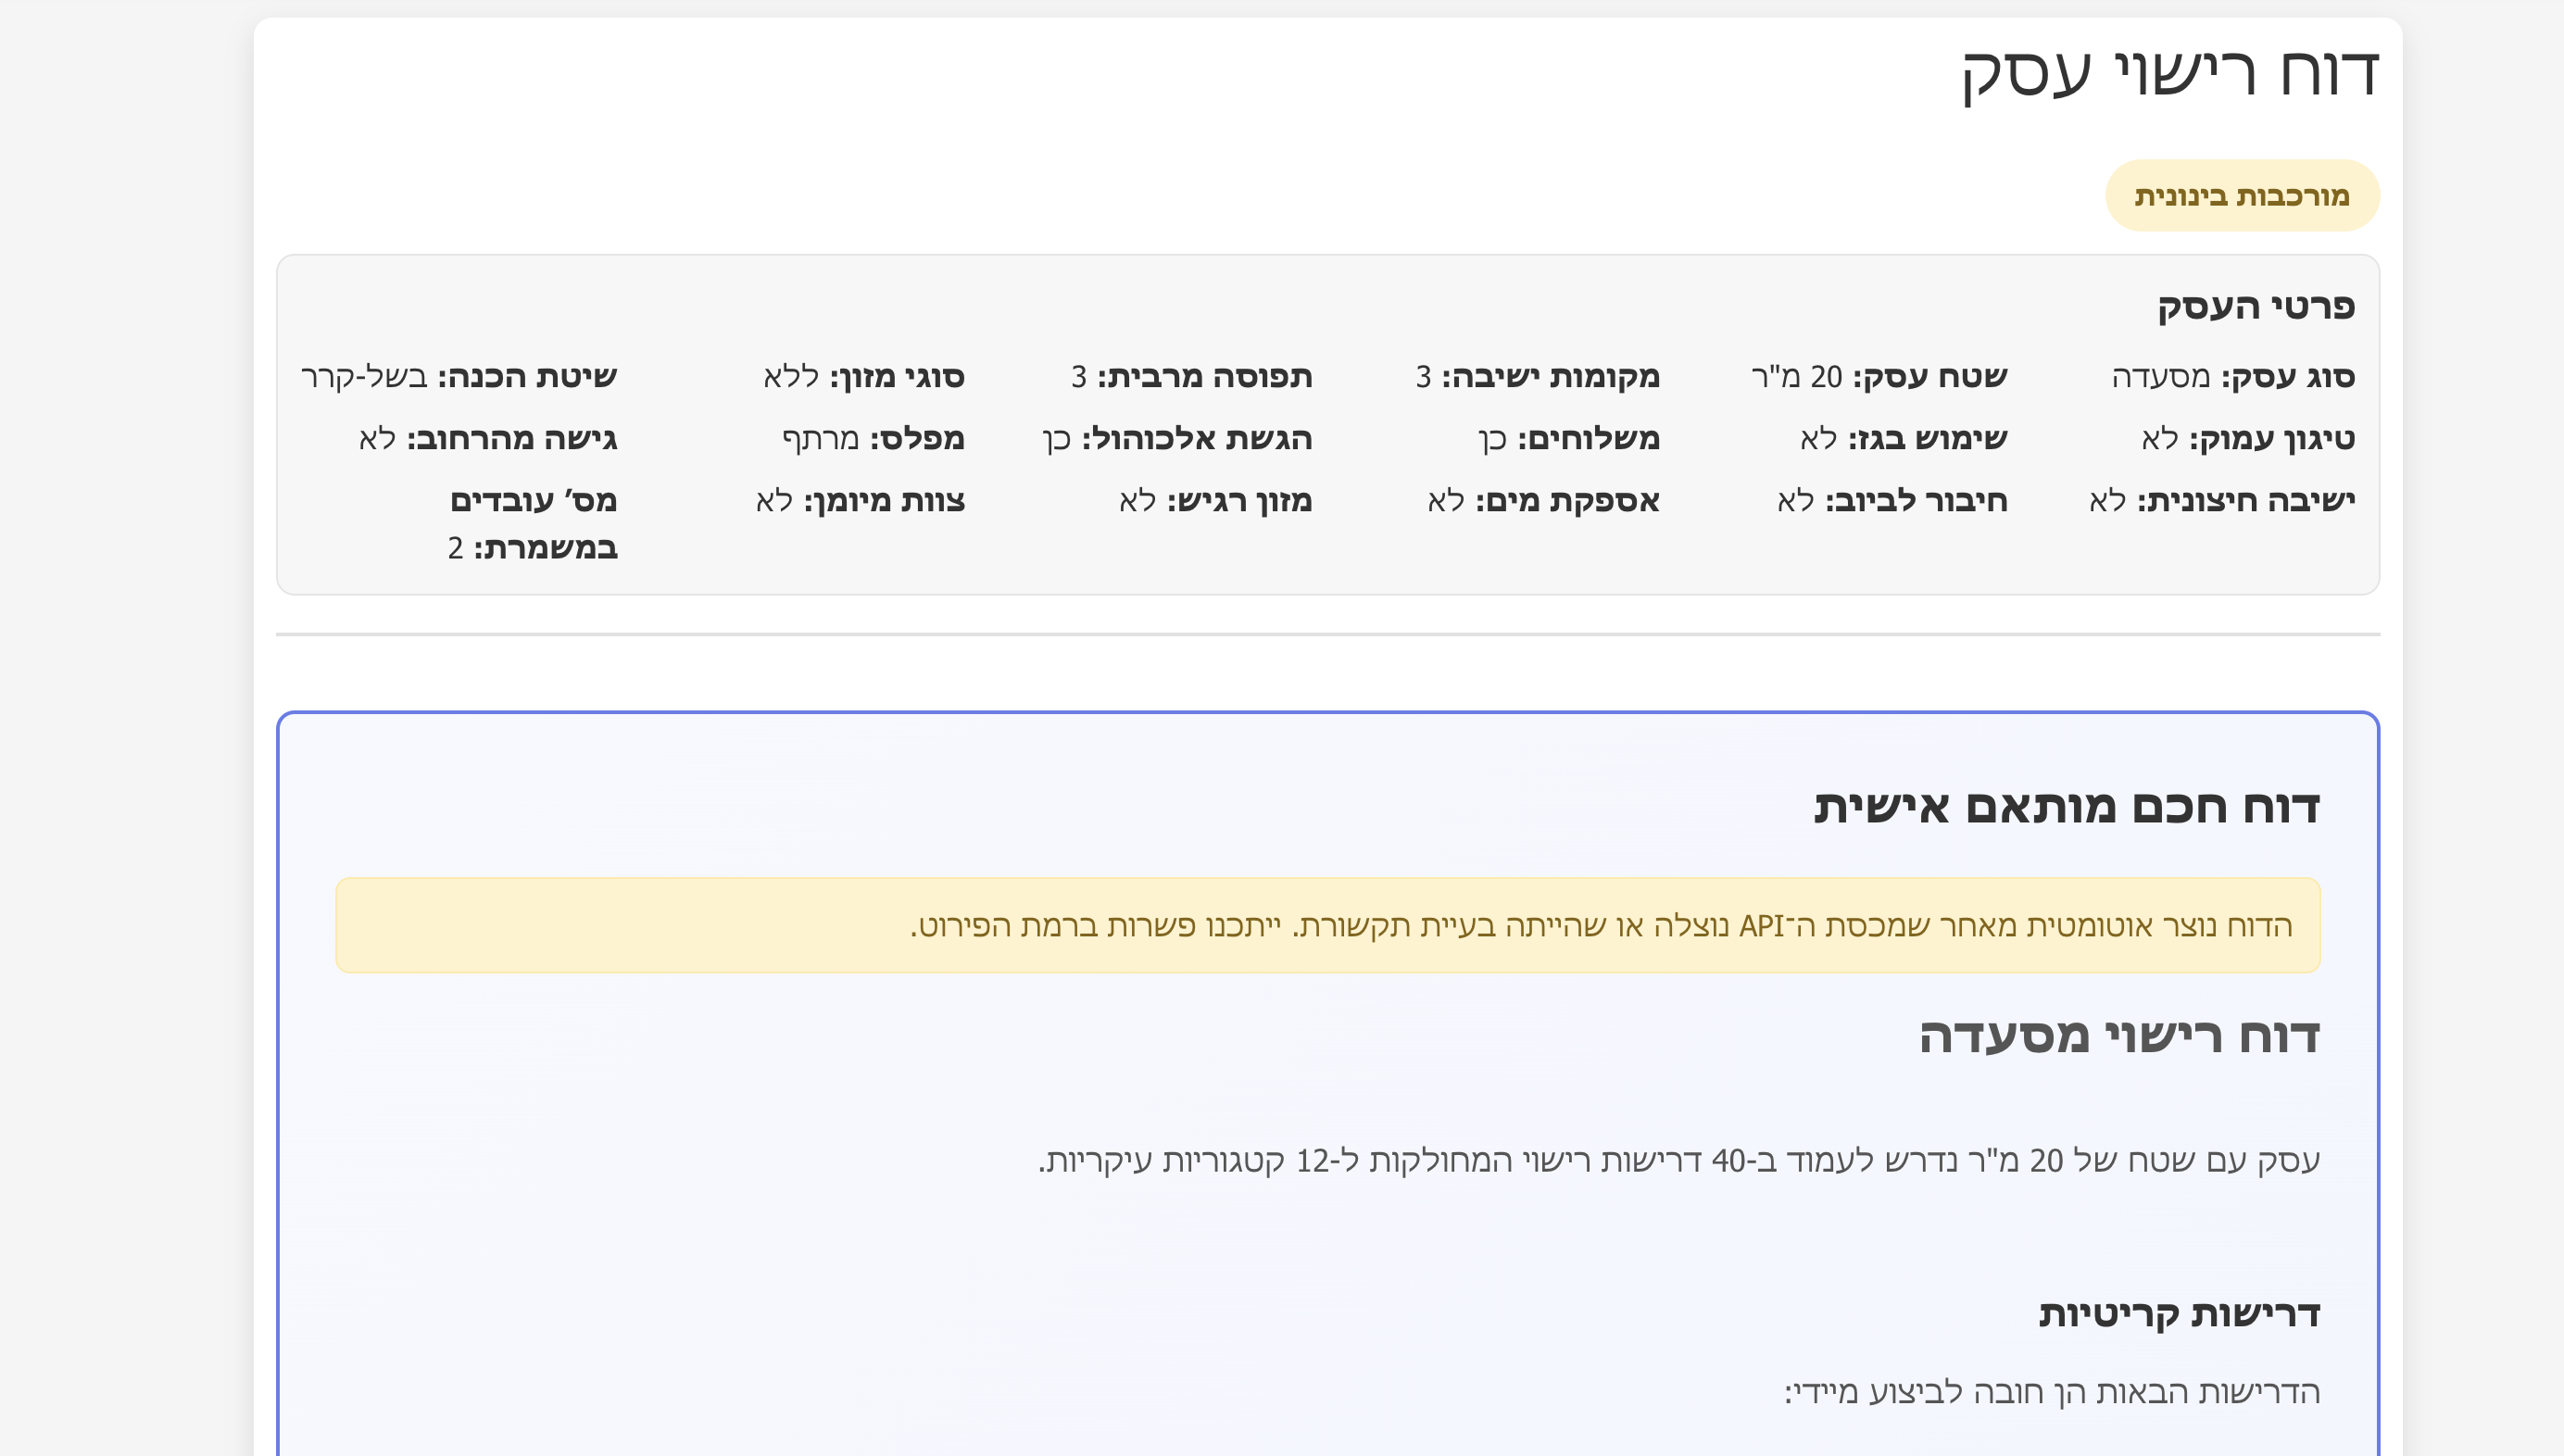 דוח רישוי עסק
מורכבות בינונית
פרטי העסק
סוג עסק: מסעדה
שטח עסק: 20 מ"ר
מקומות ישיבה: 3
תפוסה מרבית: 3
סוגי מזון: ללא
שיטת הכנה: בשל-קרר
טיגון עמוק: לא
שימוש בגז: לא
משלוחים: כן
הגשת אלכוהול: כן
מפלס: מרתף
גישה מהרחוב: לא
ישיבה חיצונית: לא
חיבור לביוב: לא
אספקת מים: לא
מזון רגיש: לא
צוות מיומן: לא
מס׳ עובדים
במשמרת: 2
דוח חכם מותאם אישית
הדוח נוצר אוטומטית מאחר שמכסת ה־API נוצלה או שהייתה בעיית תקשורת. ייתכנו פשרות ברמת הפירוט.
דוח רישוי מסעדה
עסק עם שטח של 20 מ"ר נדרש לעמוד ב-40 דרישות רישוי המחולקות ל-12 קטגוריות עיקריות.
דרישות קריטיות
הדרישות הבאות הן חובה לביצוע מיידי: